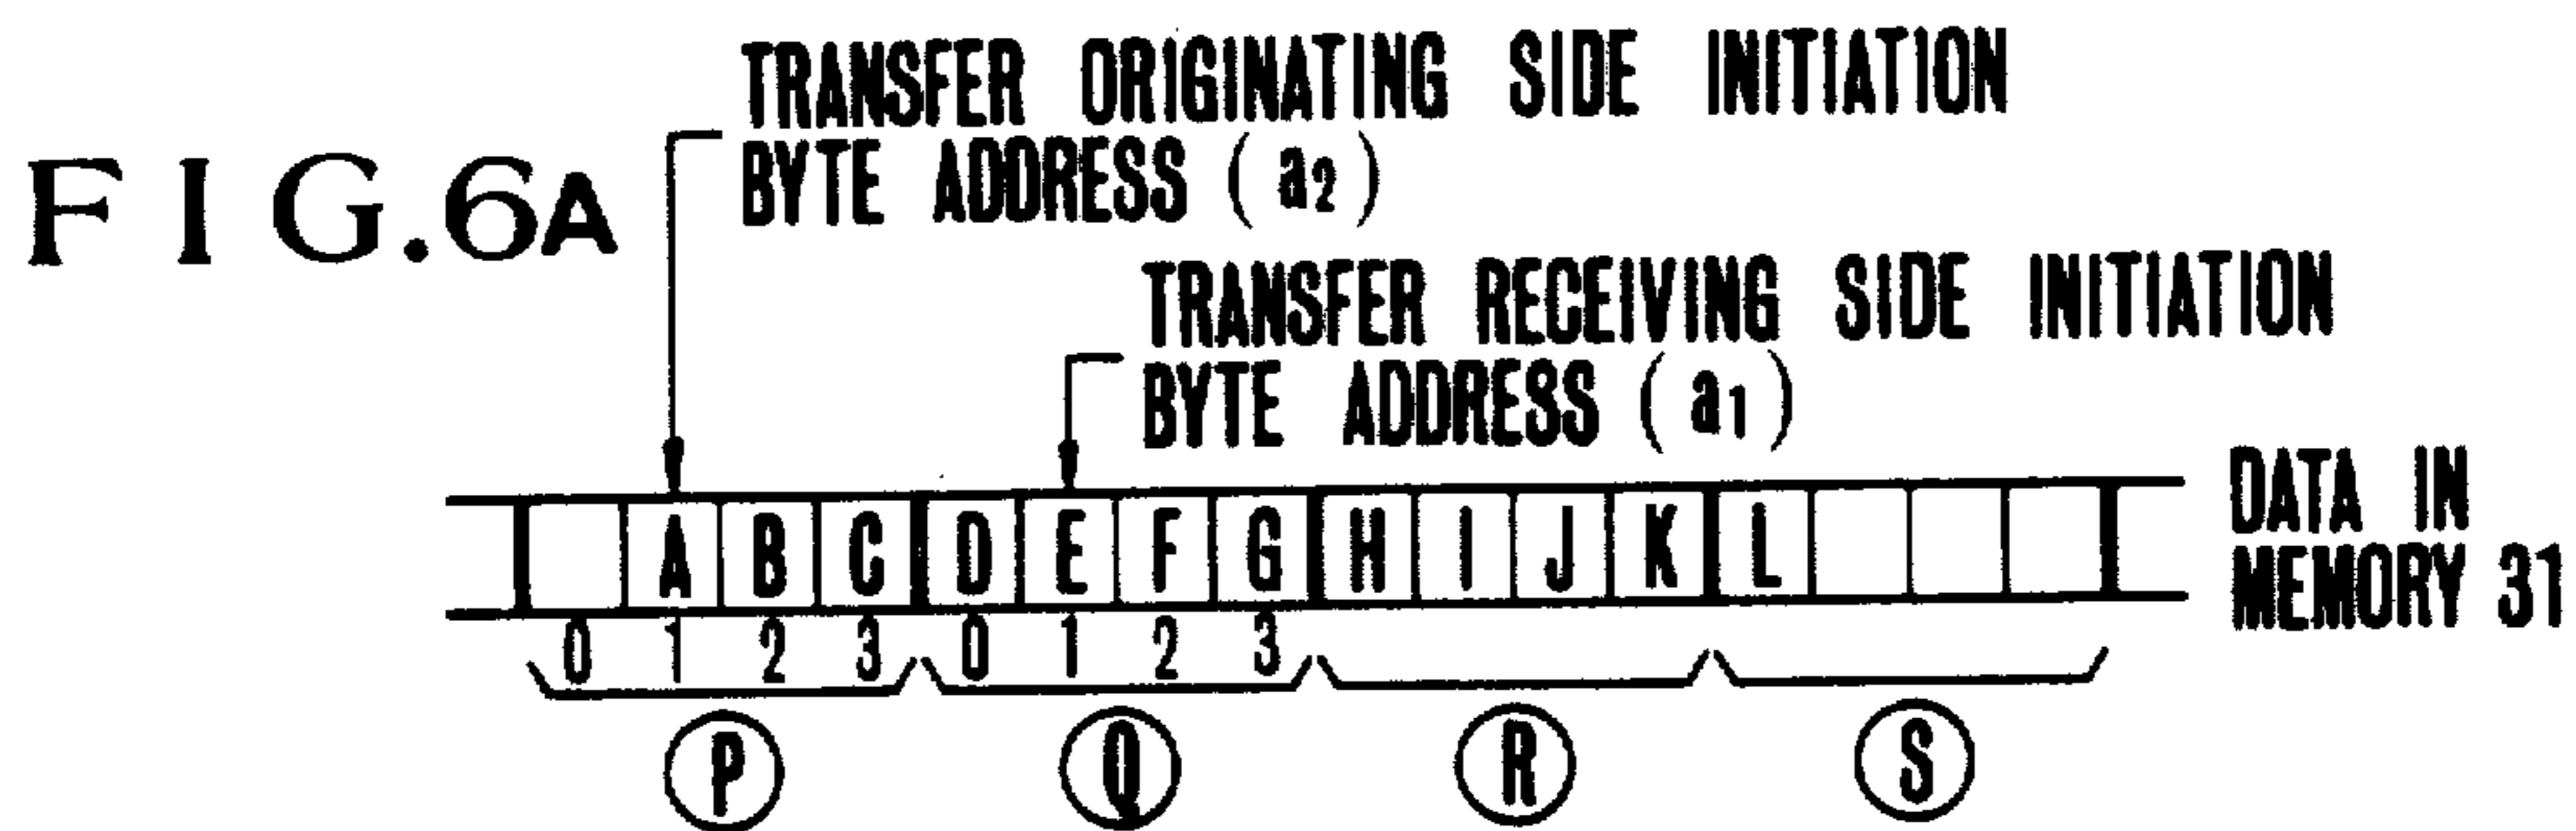 FIG.6A
TRANSFER ORIGINATING SIDE INITIATION
BYTE ADDRESS (a2)
TRANSFER RECEIVING SIDE INITIATION
BYTE ADDRESS (a1)
A B C D E F G H I J K L
DATA IN
MEMORY 31
0 1 2 3 0 1 2 3
P Q R S